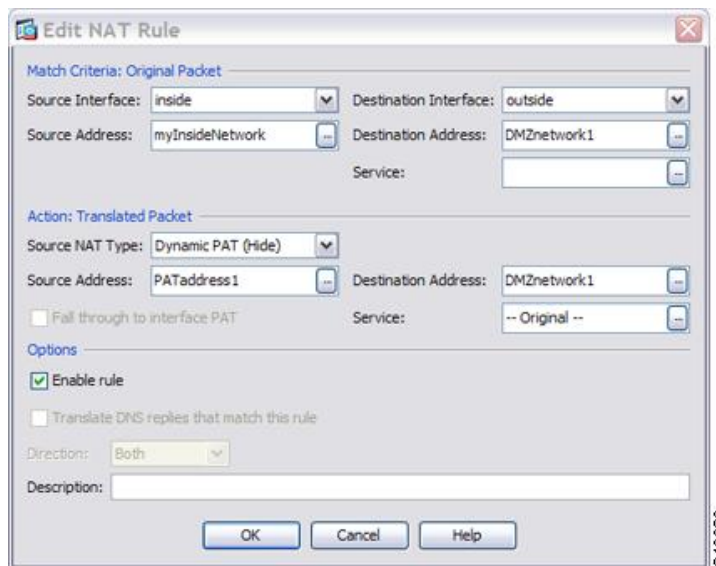 Edit NAT Rule
Match Criteria: Original Packet
Source Interface: inside Destination Interface: outside
Source Address: myInsideNetwork ... Destination Address: DMZnetwork1 ...
Service: ...
Action: Translated Packet
Source NAT Type: Dynamic PAT (Hide)
Source Address: PATaddress1 ... Destination Address: DMZnetwork1 ...
Fall through to interface PAT Service: -- Original -- ...
Options
Enable rule
Translate DNS replies that match this rule
Direction: Both
Description:
OK Cancel Help